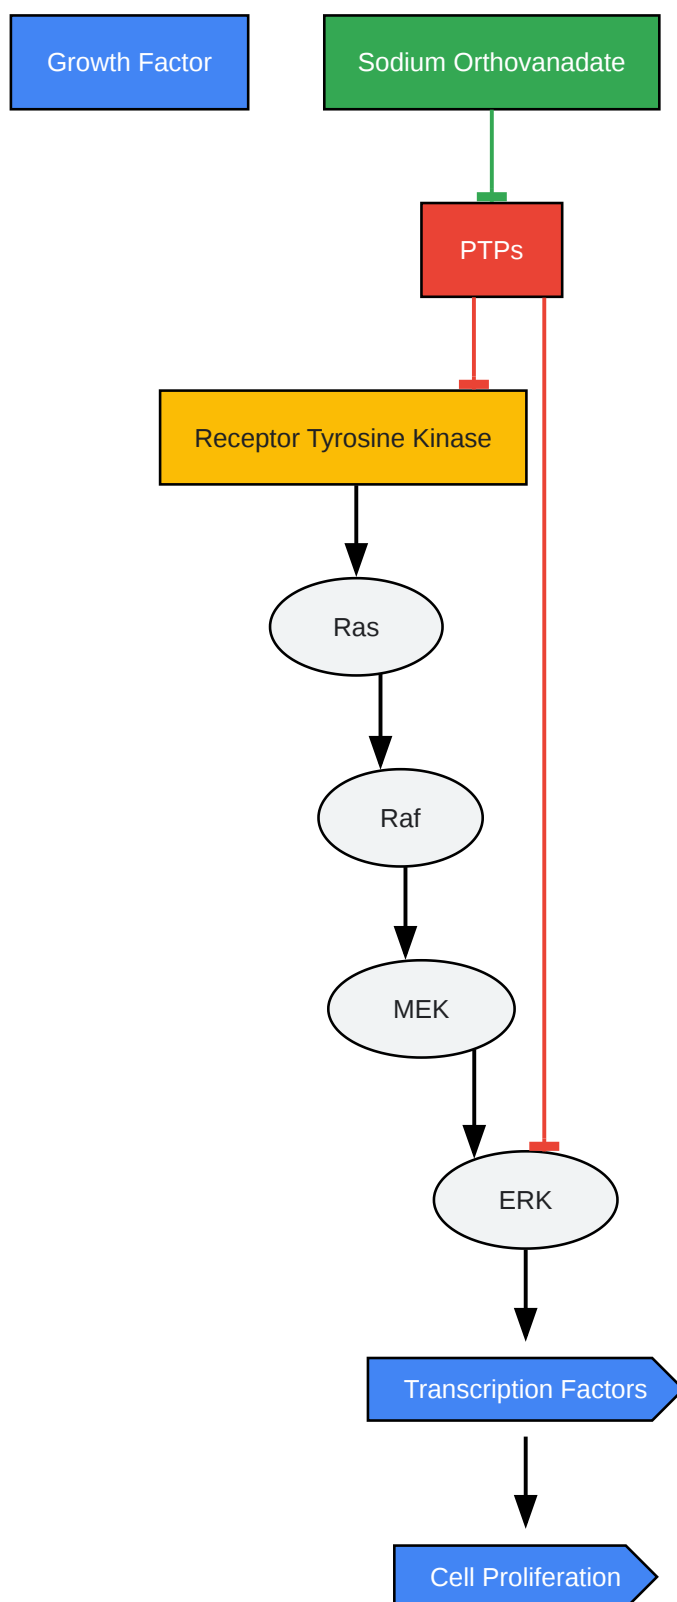 Growth Factor
Sodium Orthovanadate
PTPs
Receptor Tyrosine Kinase
Ras
Raf
MEK
ERK
Transcription Factors
Cell Proliferation